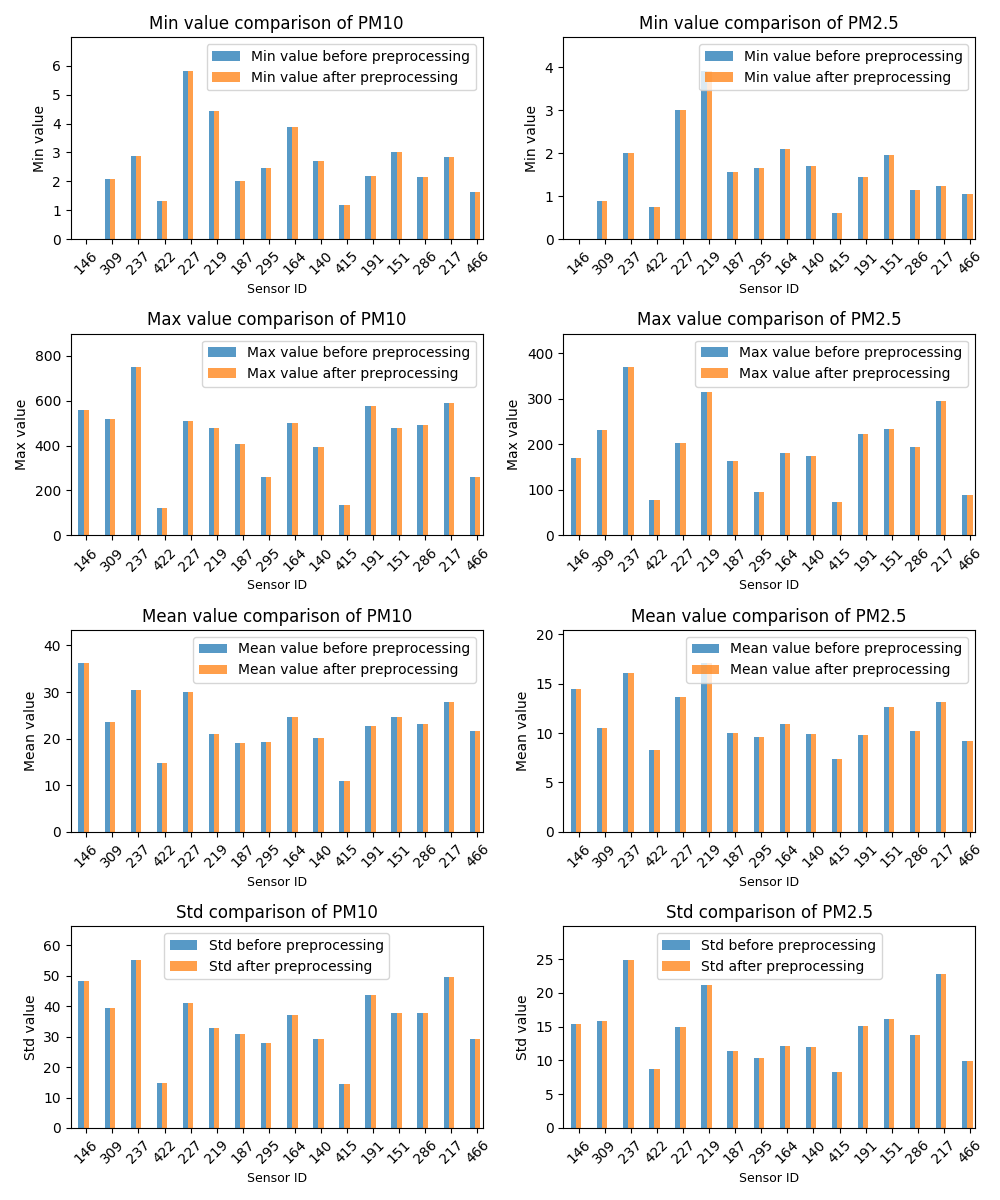 Min value comparison of PM10
Min value before preprocessing
Min value after preprocessing
Min value
6
5
4
3
2
1
0
146 309 237 422 227 219 187 295 164 140 415 191 151 286 217 466
Sensor ID
Min value comparison of PM2.5
Min value before preprocessing
Min value after preprocessing
Min value
4
3
2
1
0
146 309 237 422 227 219 187 295 164 140 415 191 151 286 217 466
Sensor ID
Max value comparison of PM10
Max value before preprocessing
Max value after preprocessing
Max value
800
600
400
200
0
146 309 237 422 227 219 187 295 164 140 415 191 151 286 217 466
Sensor ID
Max value comparison of PM2.5
Max value before preprocessing
Max value after preprocessing
Max value
400
300
200
100
0
146 309 237 422 227 219 187 295 164 140 415 191 151 286 217 466
Sensor ID
Mean value comparison of PM10
Mean value before preprocessing
Mean value after preprocessing
Mean value
40
30
20
10
0
146 309 237 422 227 219 187 295 164 140 415 191 151 286 217 466
Sensor ID
Mean value comparison of PM2.5
Mean value before preprocessing
Mean value after preprocessing
Mean value
20
15
10
5
0
146 309 237 422 227 219 187 295 164 140 415 191 151 286 217 466
Sensor ID
Std comparison of PM10
Std before preprocessing
Std after preprocessing
Std value
60
50
40
30
20
10
0
146 309 237 422 227 219 187 295 164 140 415 191 151 286 217 466
Sensor ID
Std comparison of PM2.5
Std before preprocessing
Std after preprocessing
Std value
25
20
15
10
5
0
146 309 237 422 227 219 187 295 164 140 415 191 151 286 217 466
Sensor ID